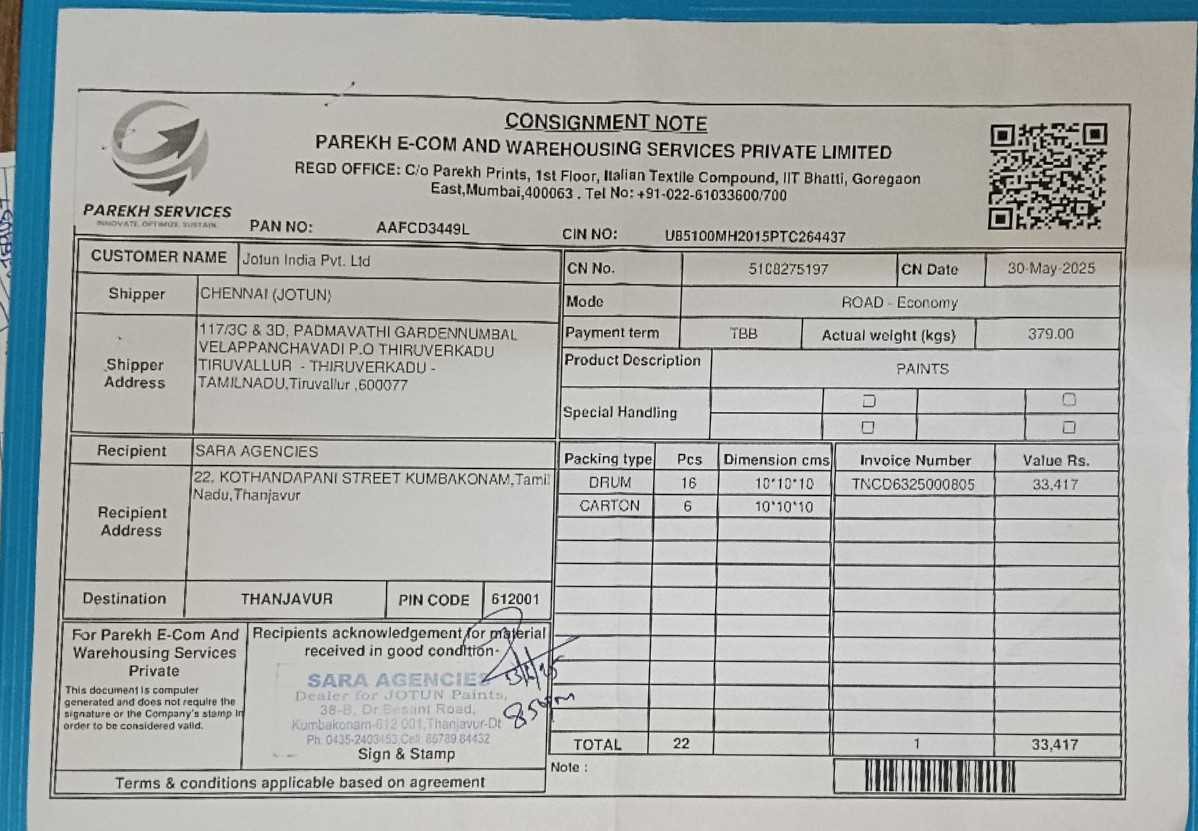 CONSIGNMENT NOTE
PAREKH E-COM AND WAREHOUSING SERVICES PRIVATE LIMITED
REGD OFFICE: C/o Parekh Prints, 1st Floor, Italian Textile Compound, IIT Bhatti, Goregaon
East,Mumbai,400063 . Tel No: +91-022-61033600/700
PAREKH SERVICES
INNOVATE. OPTIMIZE. SUSTAIN.
PAN NO: AAFCD3449L CIN NO: U85100MH2015PTC264437
CUSTOMER NAME Jotun India Pvt. Ltd
Shipper CHENNAI (JOTUN)
Shipper Address
117/3C & 3D, PADMAVATHI GARDENNUMBAL
VELAPPANCHAVADI P.O THIRUVERKADU
TIRUVALLUR - THIRUVERKADU -
TAMILNADU,Tiruvallur ,600077
CN No. 5108275197 CN Date 30-May-2025
Mode ROAD - Economy
Payment term TBB Actual weight (kgs) 379.00
Product Description PAINTS
Special Handling
Recipient SARA AGENCIES
Recipient Address
22, KOTHANDAPANI STREET KUMBAKONAM,Tamil
Nadu,Thanjavur
Destination THANJAVUR PIN CODE 612001
Packing type Pcs Dimension cms Invoice Number Value Rs.
DRUM 16 10*10*10 TNCD6325000805 33,417
CARTON 6 10*10*10
TOTAL 22 1 33,417
Note :
For Parekh E-Com And
Warehousing Services
Private
This document is computer
generated and does not require the
signature or the Company's stamp in
order to be considered valid.
Recipients acknowledgement for material
received in good condition-
SARA AGENCIES
Dealer for JOTUN Paints,
38-B, Dr.Besant Road,
Kumbakonam-612 001,Thanjavur-Dt
Ph: 0435-2403453,Cell: 85789 84432
Sign & Stamp
Terms & conditions applicable based on agreement